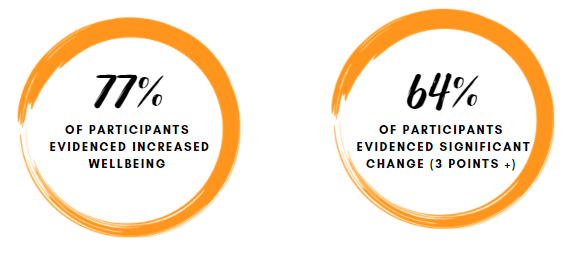 77%
OF PARTICIPANTS
EVIDENCED INCREASED
WELLBEING
64%
OF PARTICIPANTS
EVIDENCED SIGNIFICANT
CHANGE (3 POINTS +)